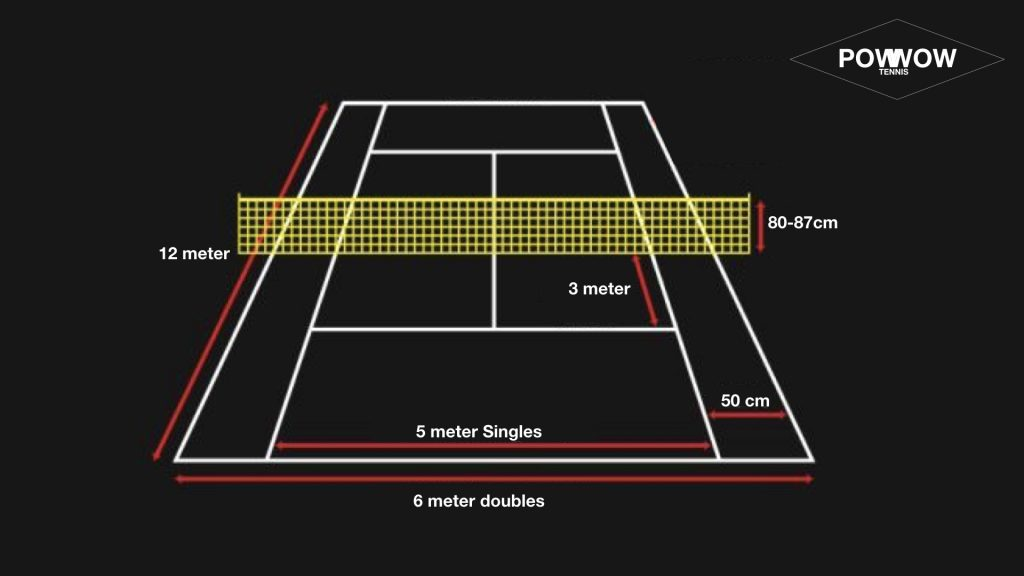 POWWOW
TENNIS
80-87cm
12 meter
3 meter
50 cm
5 meter Singles
6 meter doubles